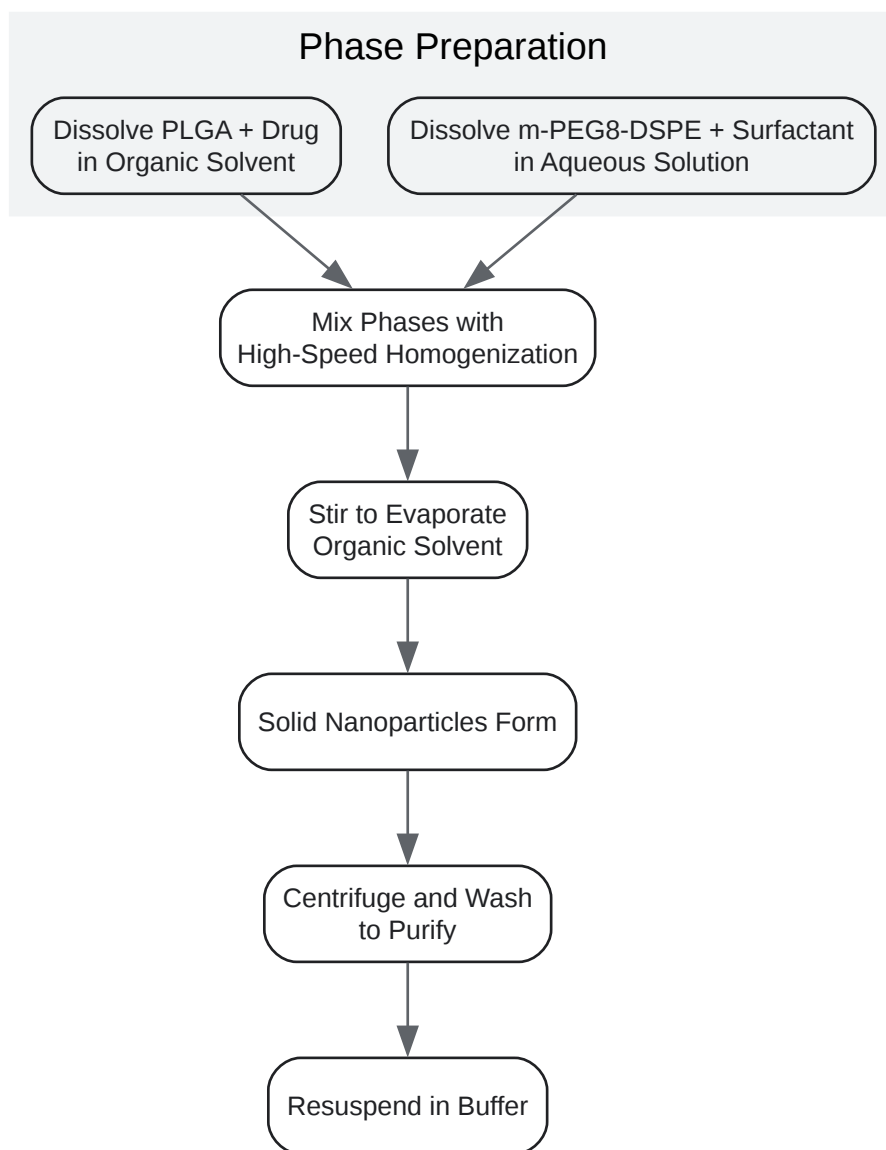 Phase Preparation
Dissolve PLGA + Drug
in Organic Solvent
Dissolve m-PEG8-DSPE + Surfactant
in Aqueous Solution
Mix Phases with
High-Speed Homogenization
Stir to Evaporate
Organic Solvent
Solid Nanoparticles Form
Centrifuge and Wash
to Purify
Resuspend in Buffer